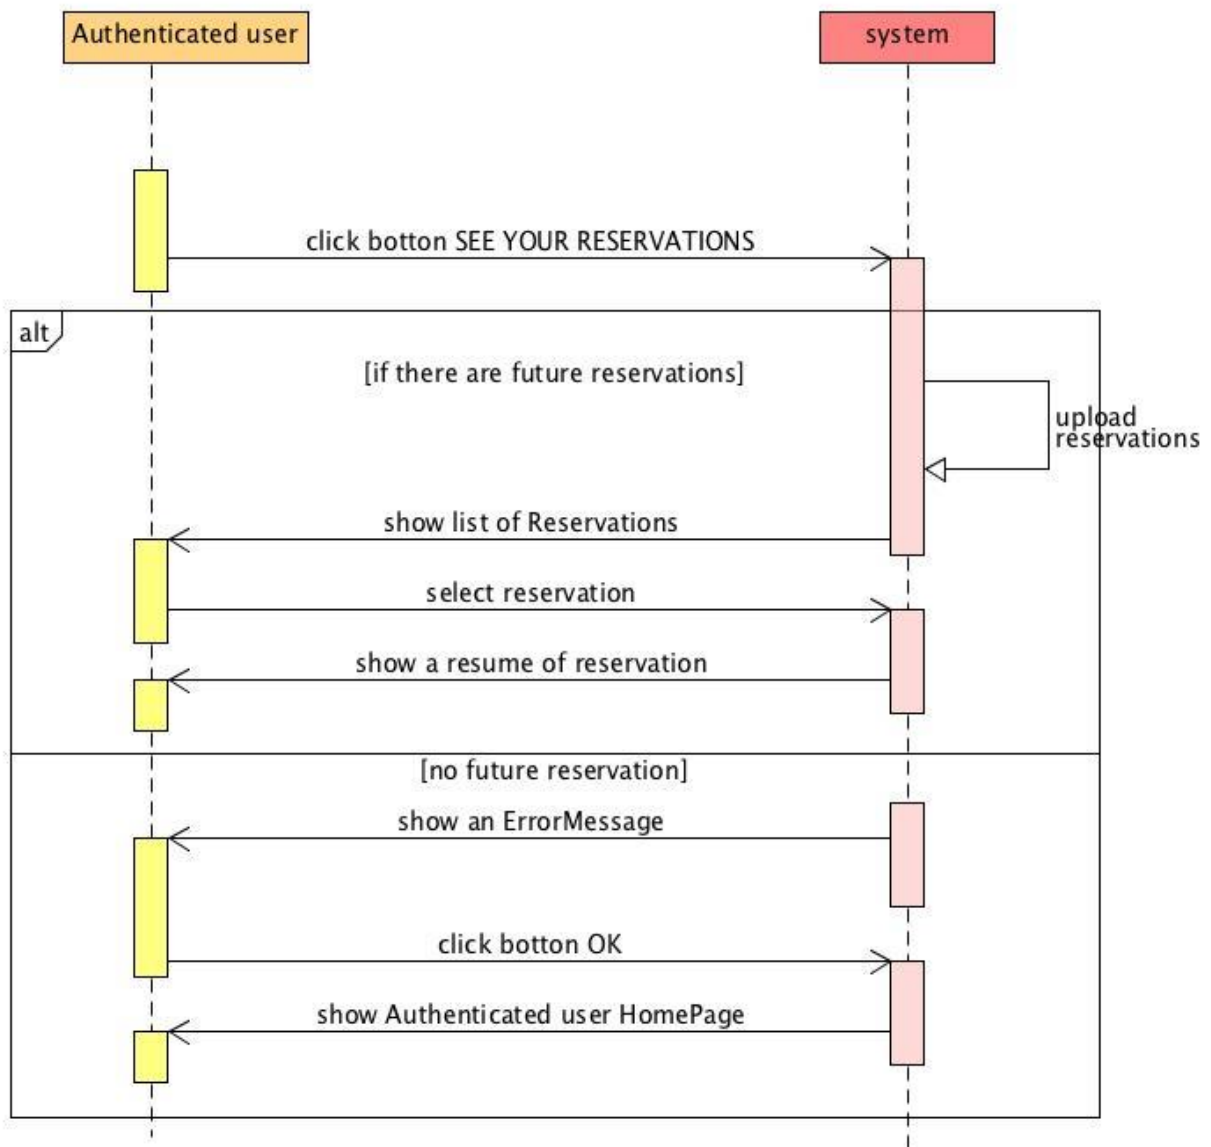 Authenticated user
system
click botton SEE YOUR RESERVATIONS
alt
[if there are future reservations]
upload
reservations
show list of Reservations
select reservation
show a resume of reservation
[no future reservation]
show an ErrorMessage
click botton OK
show Authenticated user HomePage